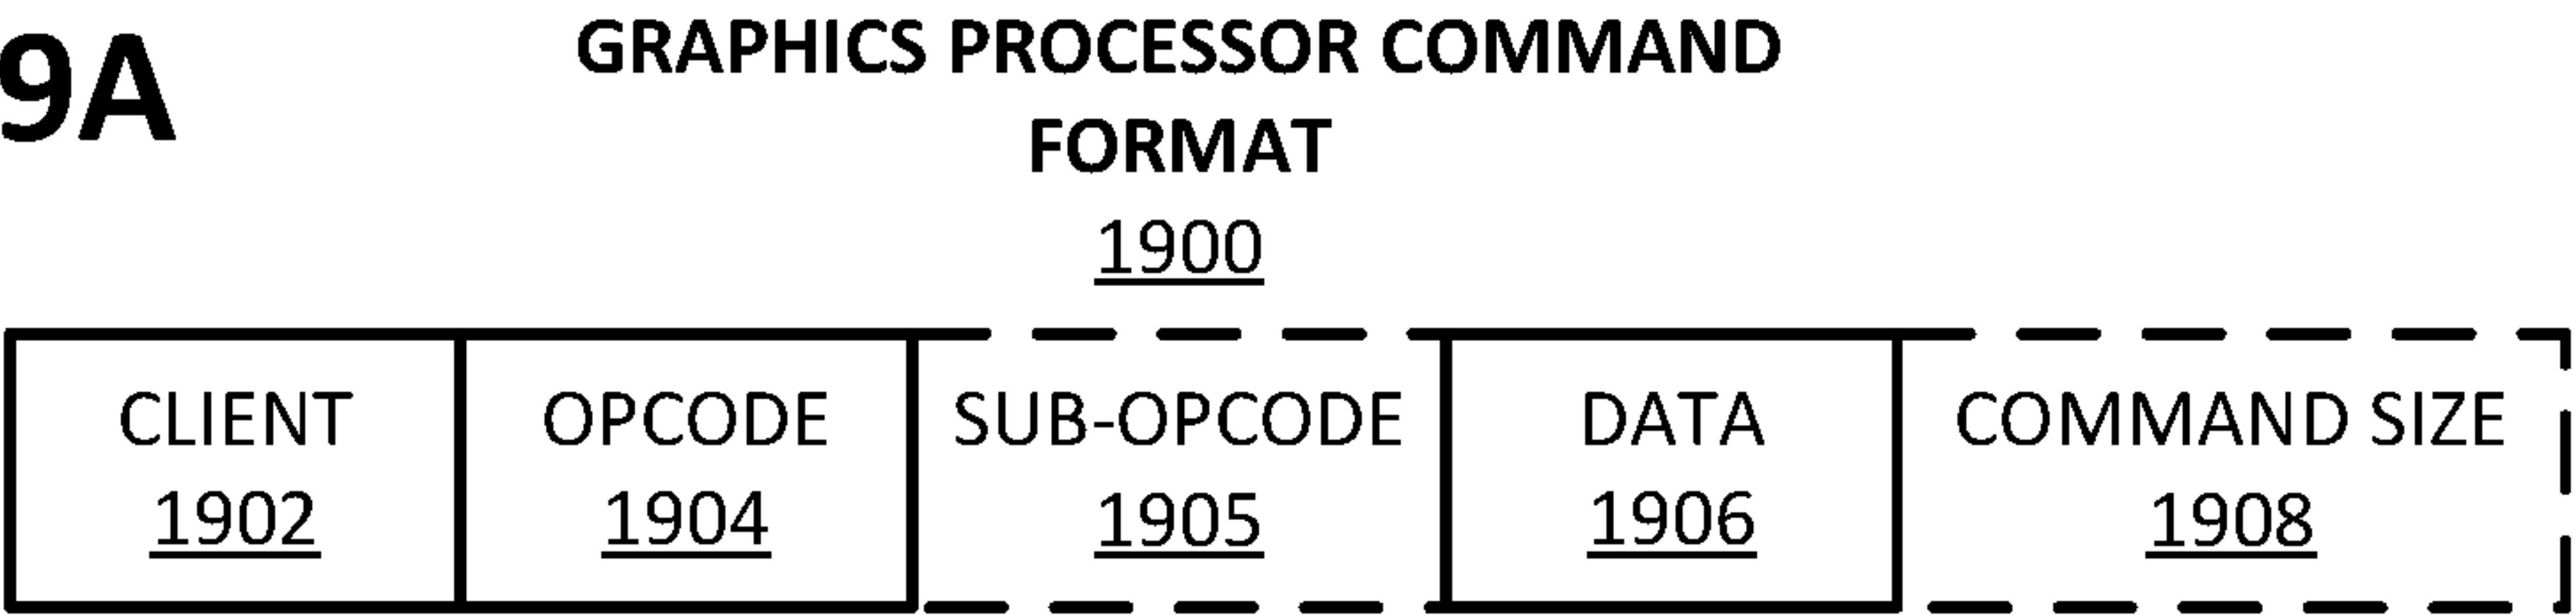 9A
GRAPHICS PROCESSOR COMMAND
FORMAT
1900
CLIENT OPCODE SUB-OPCODE DATA COMMAND SIZE
1902 1904 1905 1906 1908